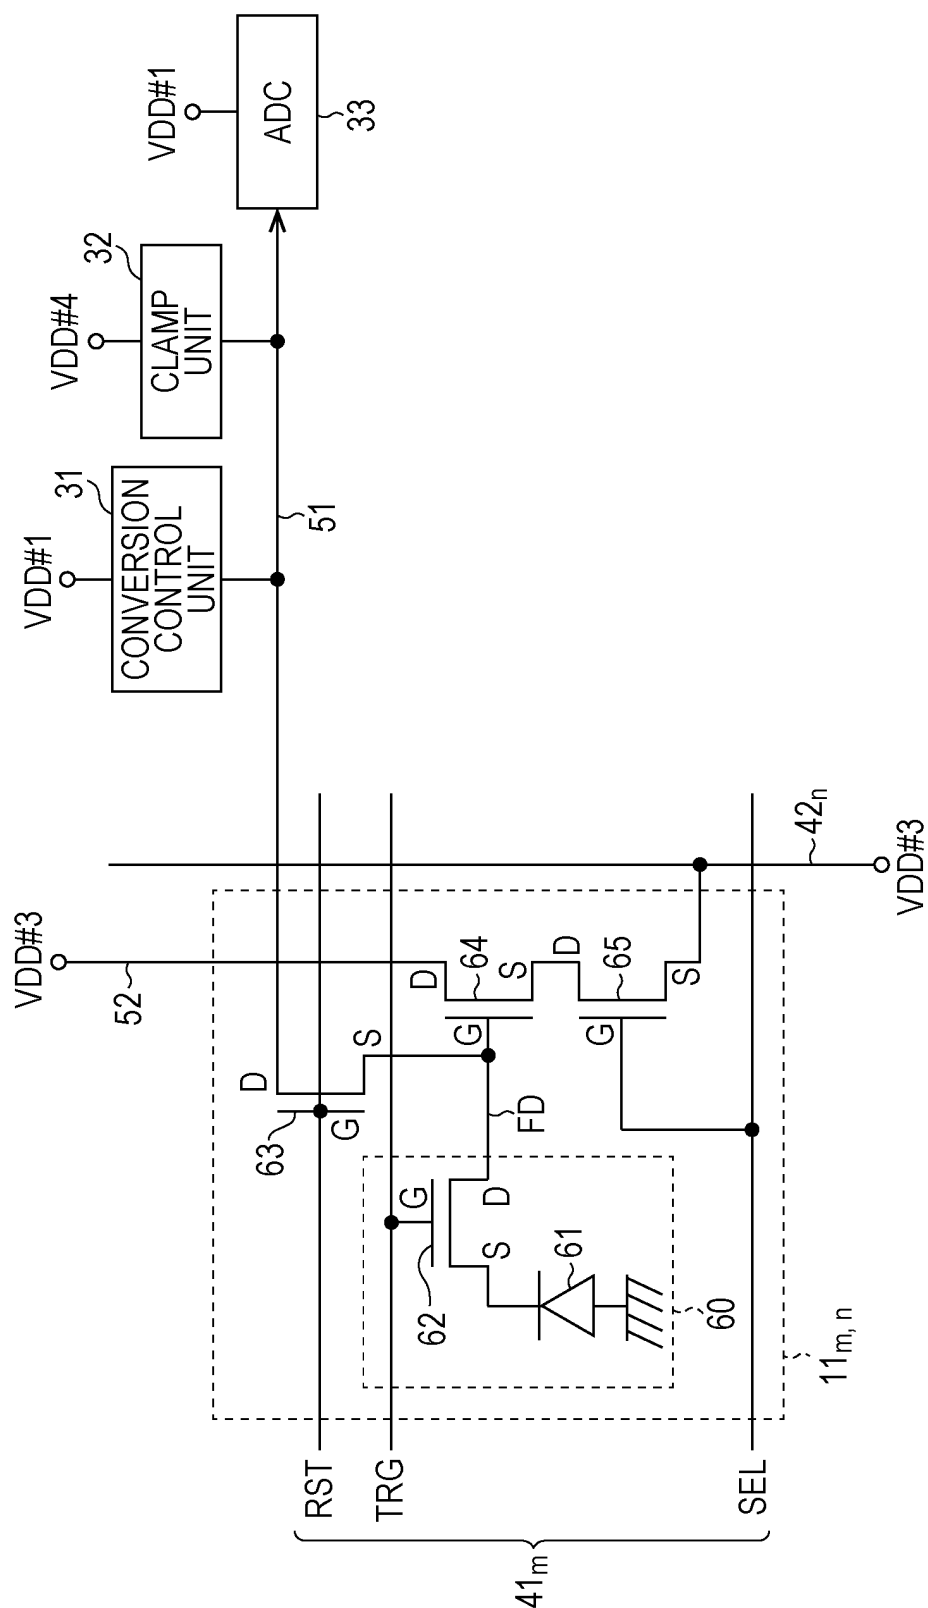 VDD#1
ADC
33
32
VDD#4
CLAMP
UNIT
31
VDD#1
CONVERSION
CONTROL
UNIT
51
42n
VDD#3
VDD#3
52
D
64
S
D
65
S
G
G
D
S
G
63
FD
G
D
S
62
61
60
11m, n
RST
TRG
SEL
41m